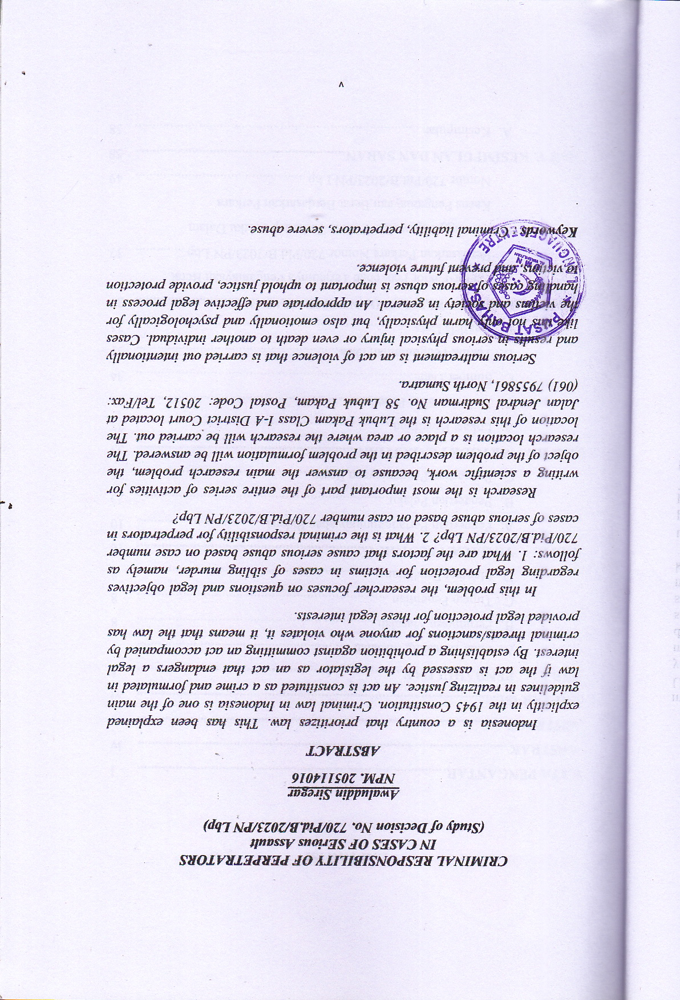 CRIMINAL RESPONSIBILITY OF PERPETRATORS
IN CASES OF SERious Assault
(Study of Decision No. 720/Pid.B/2023/PN Lbp)
Awaluddin Siregar
NPM. 205114016
ABSTRACT
Indonesia is a country that prioritizes law. This has been explained
explicitly in the 1945 Constitution. Criminal law in Indonesia is one of the main
guidelines in realizing justice. An act is constituted as a crime and formulated in
law if the act is assessed by the legislator as an act that endangers a legal
interest. By establishing a prohibition against committing an act accompanied by
criminal threats/sanctions for anyone who violates it, it means that the law has
provided legal protection for these legal interests.
In this problem, the researcher focuses on questions and legal objectives
regarding legal protection for victims in cases of sibling murder, namely as
follows: 1. What are the factors that cause serious abuse based on case number
720/Pid.B/2023/PN Lbp? 2. What is the criminal responsibility for perpetrators in
cases of serious abuse based on case number 720/Pid.B/2023/PN Lbp?
Research is the most important part of the entire series of activities for
writing a scientific work, because to answer the main research problem, the
object of the problem described in the problem formulation will be answered. The
research location is a place or area where the research will be carried out. The
location of this research is the Lubuk Pakam Class I-A District Court located at
Jalan Jendral Sudirman No. 58 Lubuk Pakam, Postal Code: 20512, Tel/Fax:
(061) 7955861, North Sumatra.
Serious maltreatment is an act of violence that is carried out intentionally
and results in serious physical injury or even death to another individual. Cases
like this not only harm physically, but also emotionally and psychologically for
the victims and society in general. An appropriate and effective legal process in
handling cases of serious abuse is important to uphold justice, provide protection
to victims, and prevent future violence.
PUSAT BAHASA
LANGUAGE CENTRE
UMN
AL WASHLIYAH
Keywords : Criminal liability, perpetrators, severe abuse.
v